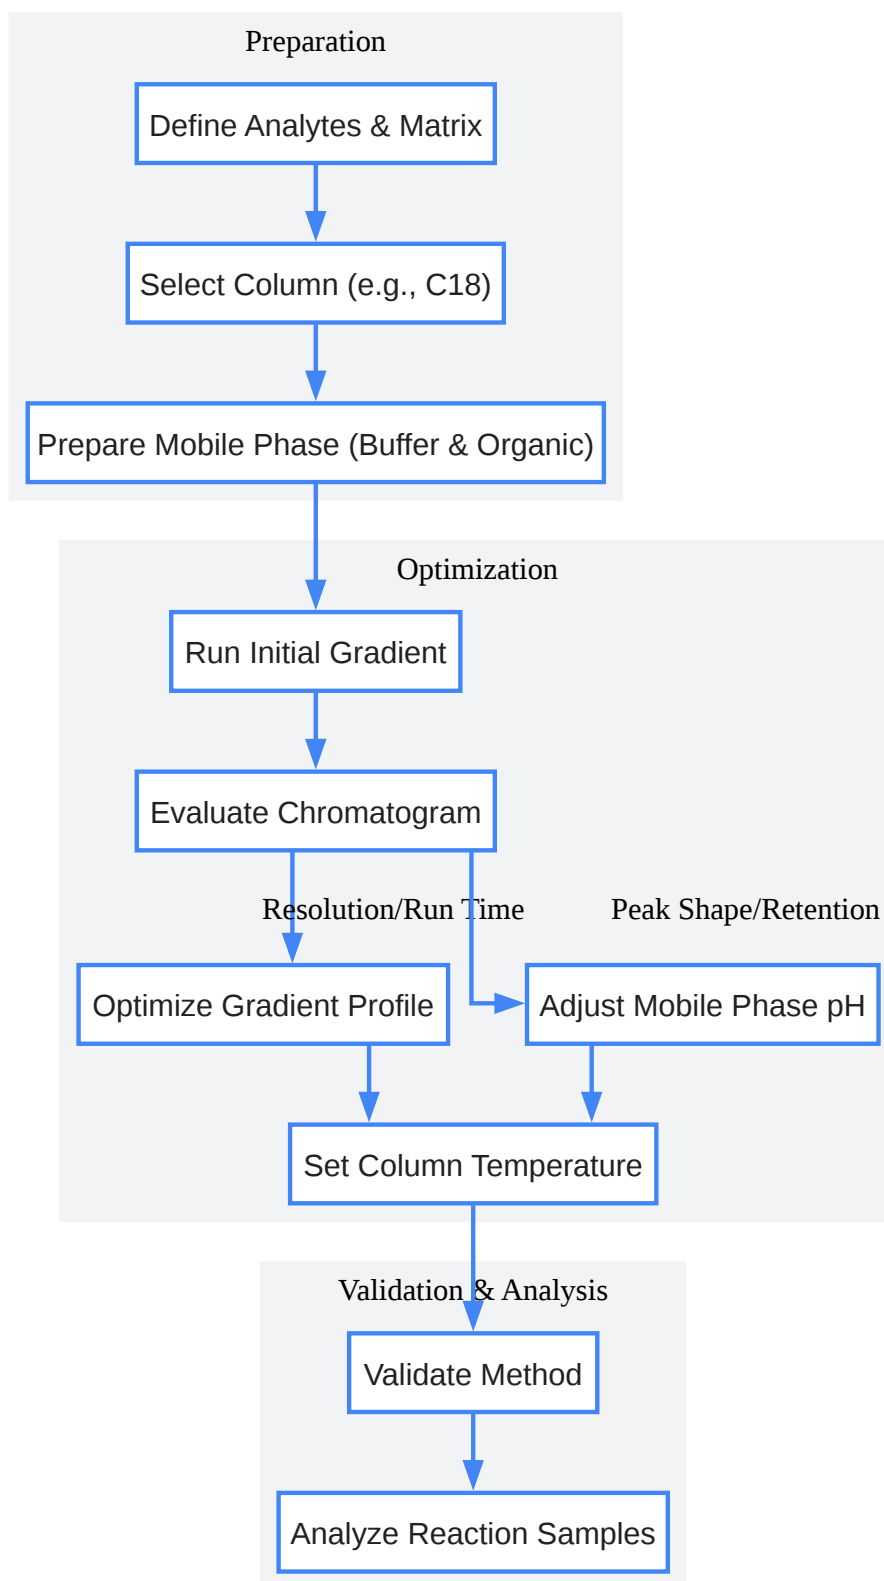 Preparation
Define Analytes & Matrix
Select Column (e.g., C18)
Prepare Mobile Phase (Buffer & Organic)
Optimization
Run Initial Gradient
Evaluate Chromatogram
Resolution/Run Time
Peak Shape/Retention
Optimize Gradient Profile
Adjust Mobile Phase pH
Set Column Temperature
Validation & Analysis
Validate Method
Analyze Reaction Samples